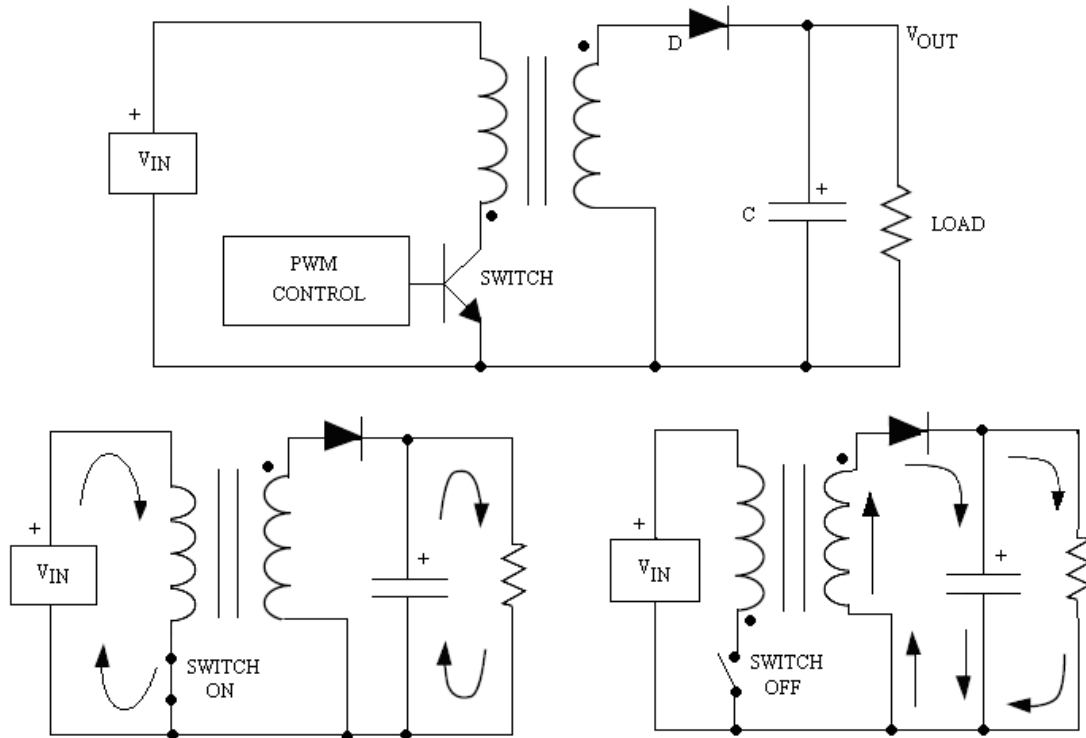 D
VOUT
+
VIN
+
C
LOAD
PWM
CONTROL
SWITCH
+
VIN
+
SWITCH
ON
+
VIN
+
SWITCH
OFF